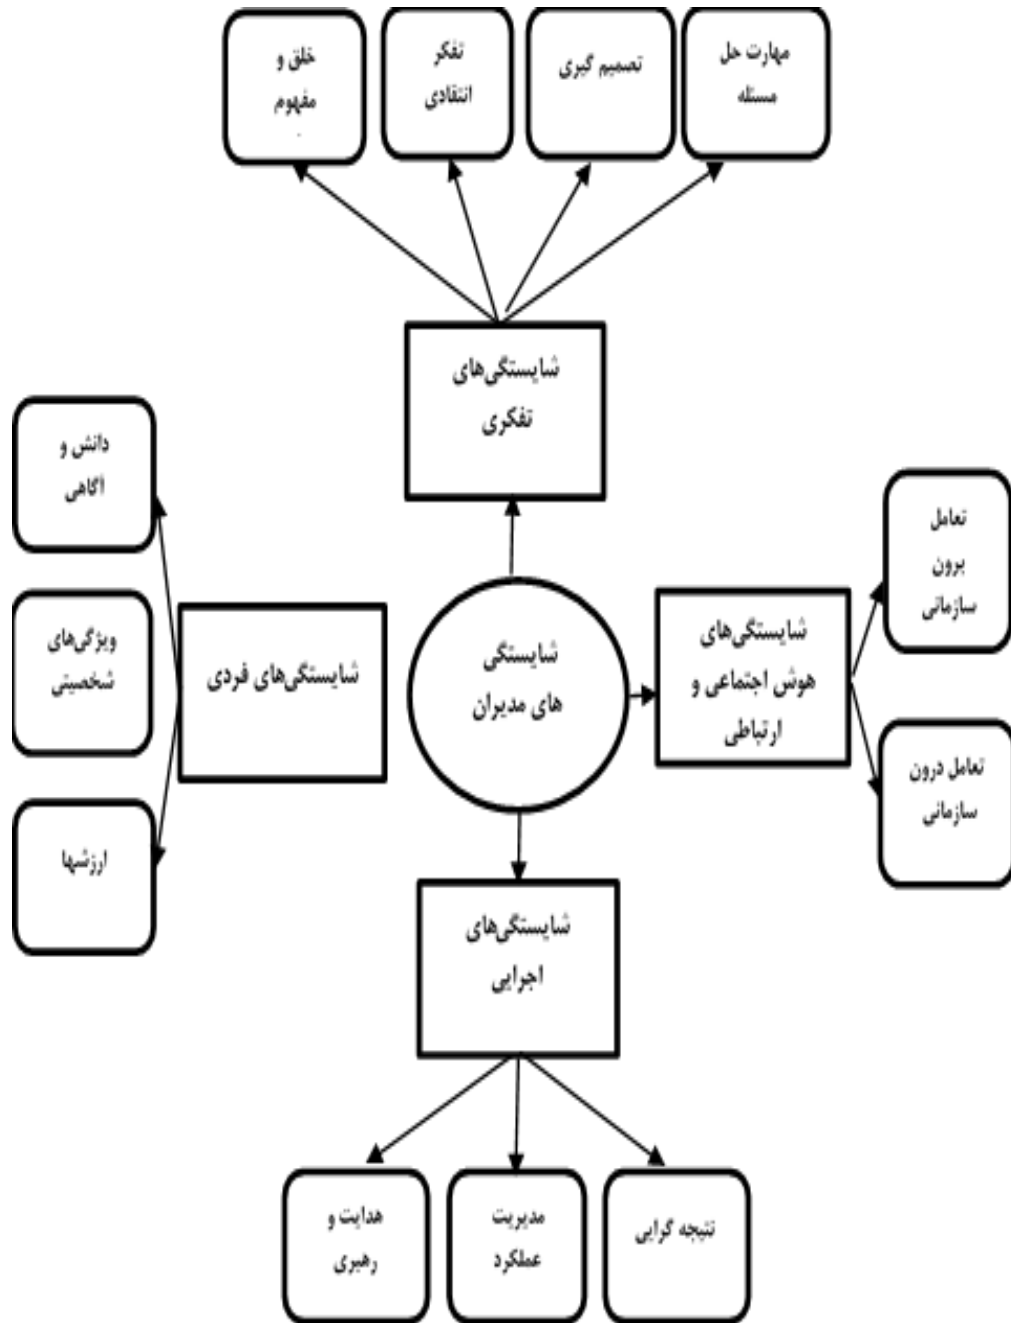 مهارت حل
مسئله
تصمیم گیری
تفکر
انتقادی
خلق و
مفهوم
شایستگی‌های
تفکری
تعامل
برون
سازمانی
تعامل درون
سازمانی
شایستگی‌های
هوش اجتماعی و
ارتباطی
شایستگی
های مدیران
شایستگی‌های فردی
دانش و
آگاهی
ویژگی‌های
شخصیتی
ارزشها
شایستگی‌های
اجرایی
نتیجه گرایی
مدیریت
عملکرد
هدایت و
رهبری